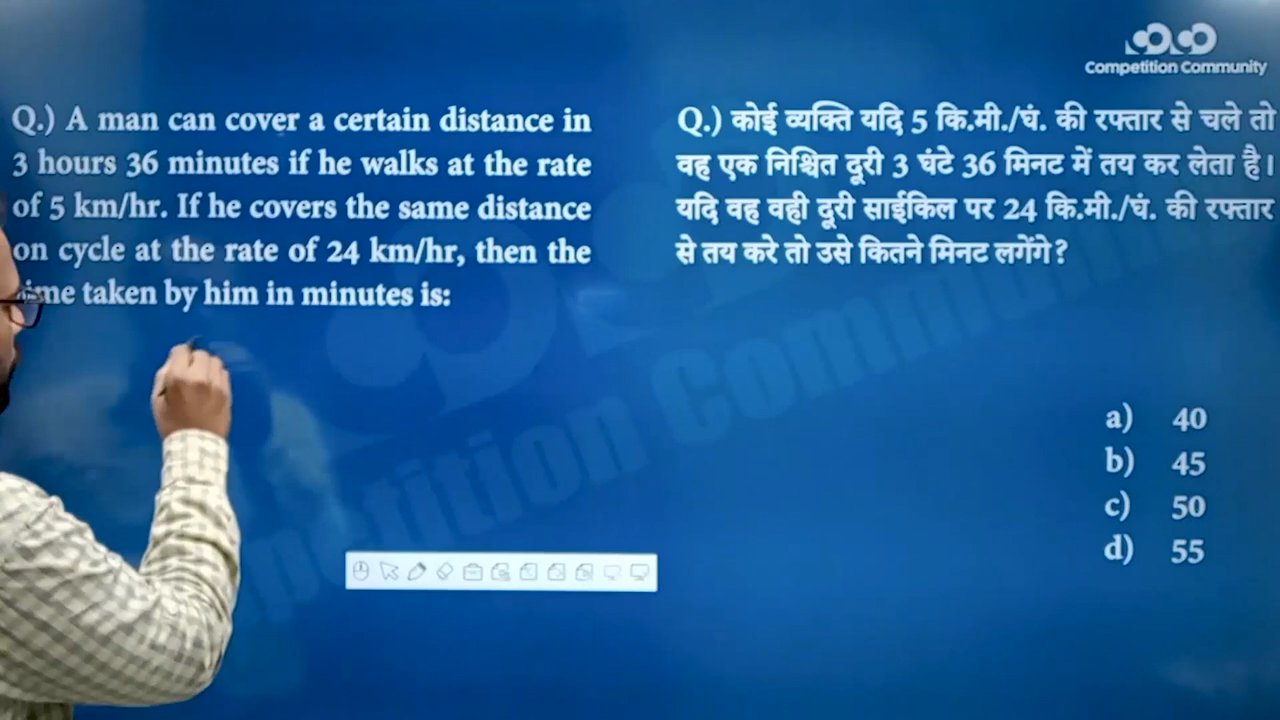 Competition Community
Q.) A man can cover a certain distance in
3 hours 36 minutes if he walks at the rate
of 5 km/hr. If he covers the same distance
on cycle at the rate of 24 km/hr, then the
time taken by him in minutes is:
Q.) कोई व्यक्ति यदि 5 कि.मी./घं. की रफ्तार से चले तो
वह एक निश्चित दूरी 3 घंटे 36 मिनट में तय कर लेता है।
यदि वह वही दूरी साईकिल पर 24 कि.मी./घं. की रफ्तार
से तय करे तो उसे कितने मिनट लगेंगे?
a) 40
b) 45
c) 50
d) 55